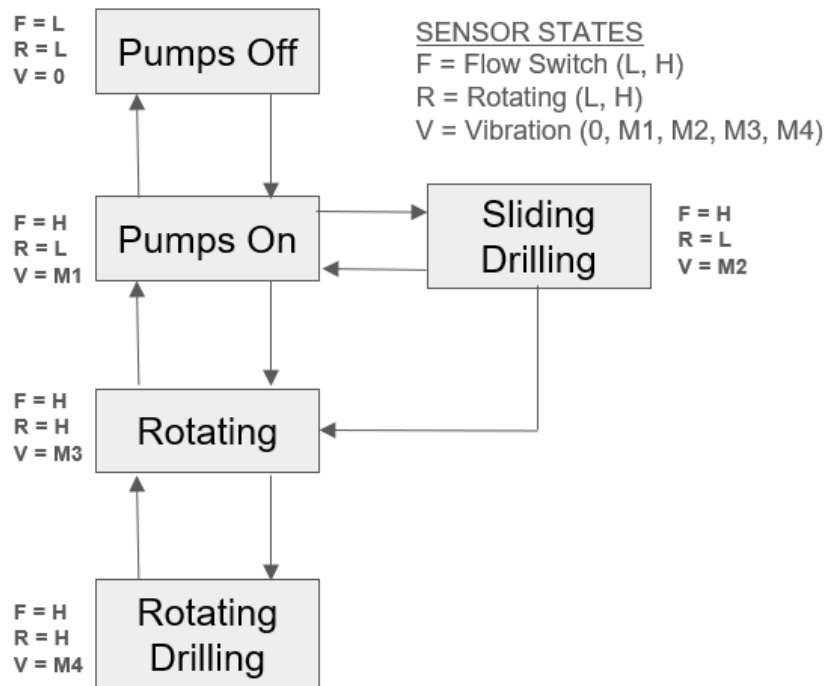 F = L
R = L
V = 0
Pumps Off
SENSOR STATES
F = Flow Switch (L, H)
R = Rotating (L, H)
V = Vibration (0, M1, M2, M3, M4)
F = H
R = L
V = M1
Pumps On
Sliding
Drilling
F = H
R = L
V = M2
F = H
R = H
V = M3
Rotating
F = H
R = H
V = M4
Rotating
Drilling